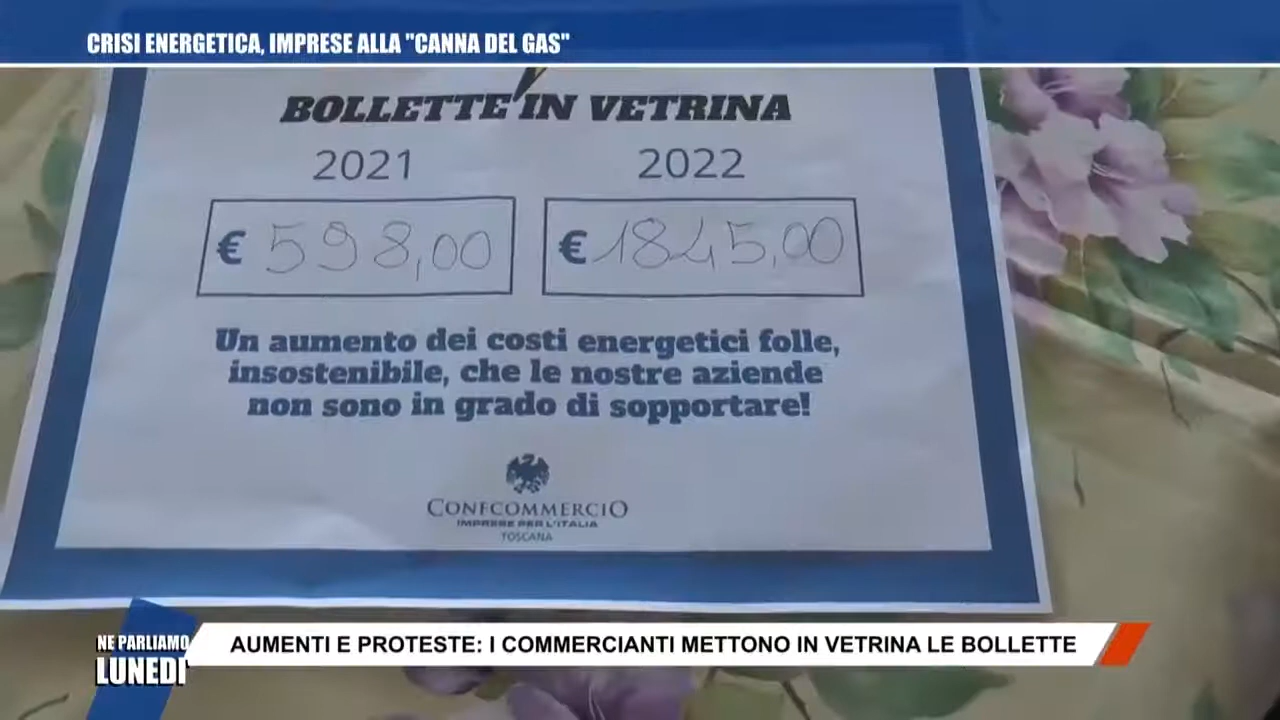 CRISI ENERGETICA, IMPRESE ALLA "CANNA DEL GAS"
BOLLETTE IN VETRINA
2021 2022
€ 598,00 € 1845,00
Un aumento dei costi energetici folle,
insostenibile, che le nostre aziende
non sono in grado di sopportare!
CONFCOMMERCIO
IMPRESE PER L'ITALIA
TOSCANA
NE PARLIAMO
LUNEDÌ
AUMENTI E PROTESTE: I COMMERCIANTI METTONO IN VETRINA LE BOLLETTE